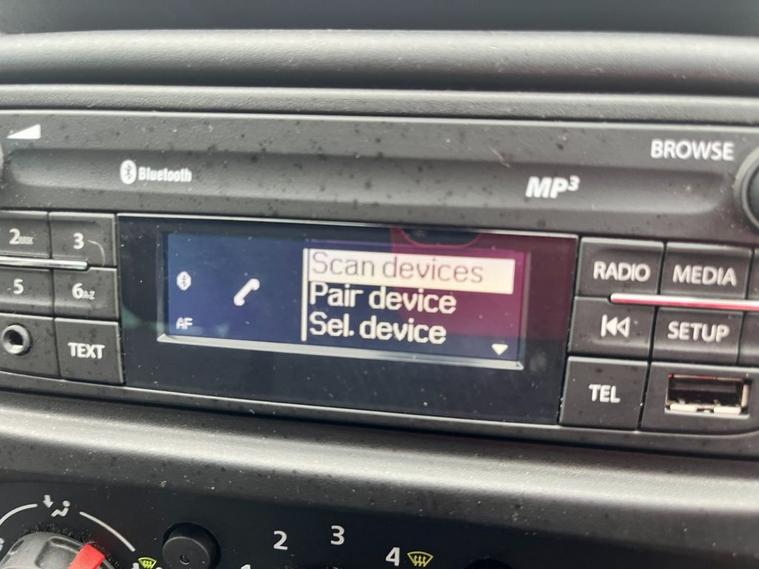 BROWSE
Bluetooth
MP3
2
3
5
6
TEXT
AF
Scan devices
Pair device
Sel. device
RADIO
MEDIA
SETUP
TEL
2
3
4